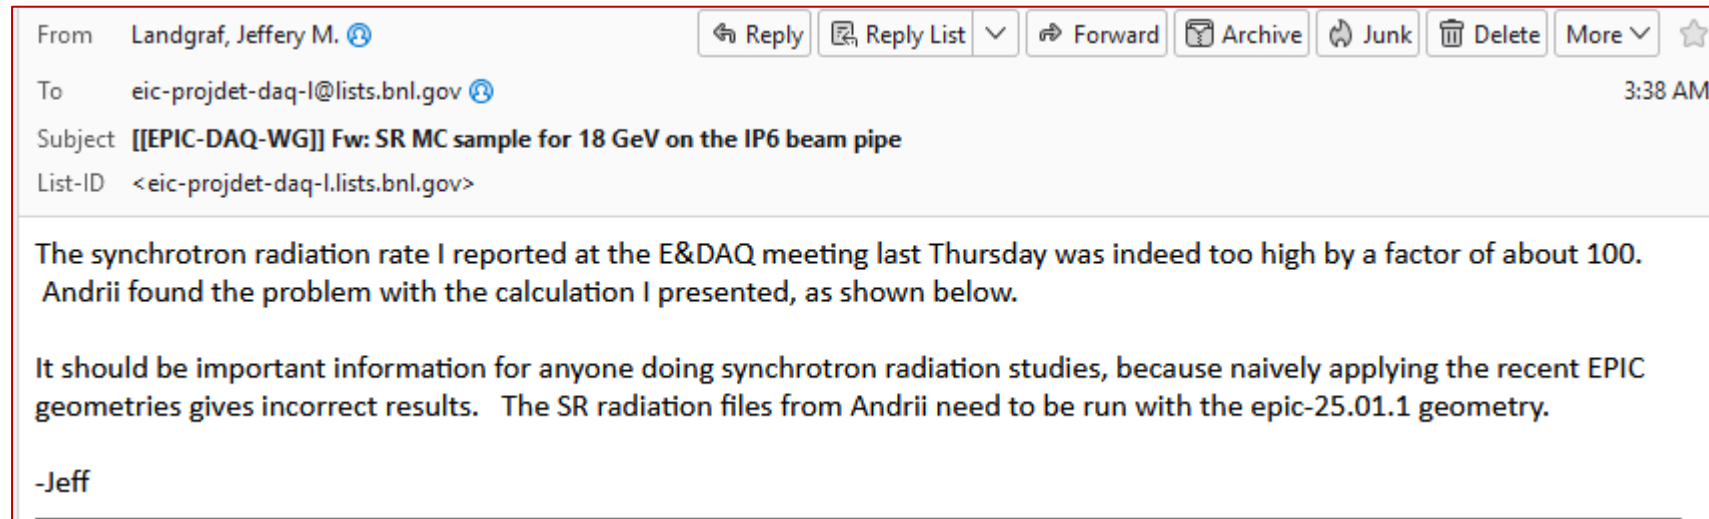 From Landgraf, Jeffery M. Reply Reply List Forward Archive Junk Delete More
To eic-projdet-daq-l@lists.bnl.gov 3:38 AM
Subject [[EPIC-DAQ-WG]] Fw: SR MC sample for 18 GeV on the IP6 beam pipe
List-ID <eic-projdet-daq-l.lists.bnl.gov>
The synchrotron radiation rate I reported at the E&DAQ meeting last Thursday was indeed too high by a factor of about 100.
Andrii found the problem with the calculation I presented, as shown below.
It should be important information for anyone doing synchrotron radiation studies, because naively applying the recent EPIC
geometries gives incorrect results. The SR radiation files from Andrii need to be run with the epic-25.01.1 geometry.
-Jeff